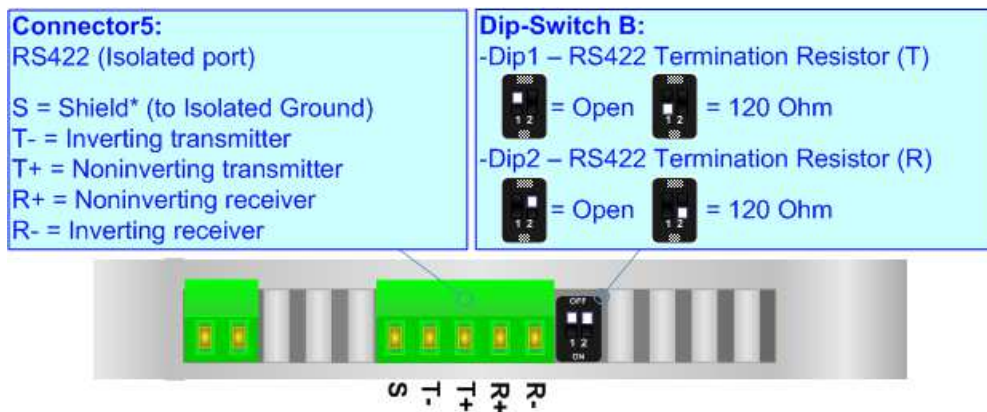 Connector5:
RS422 (Isolated port)
S = Shield* (to Isolated Ground)
T- = Inverting transmitter
T+ = Noninverting transmitter
R+ = Noninverting receiver
R- = Inverting receiver
Dip-Switch B:
-Dip1 – RS422 Termination Resistor (T)
1 2 = Open 1 2 = 120 Ohm
-Dip2 – RS422 Termination Resistor (R)
1 2 = Open 1 2 = 120 Ohm
OFF
1 2
ON
S T- T+ R+ R-